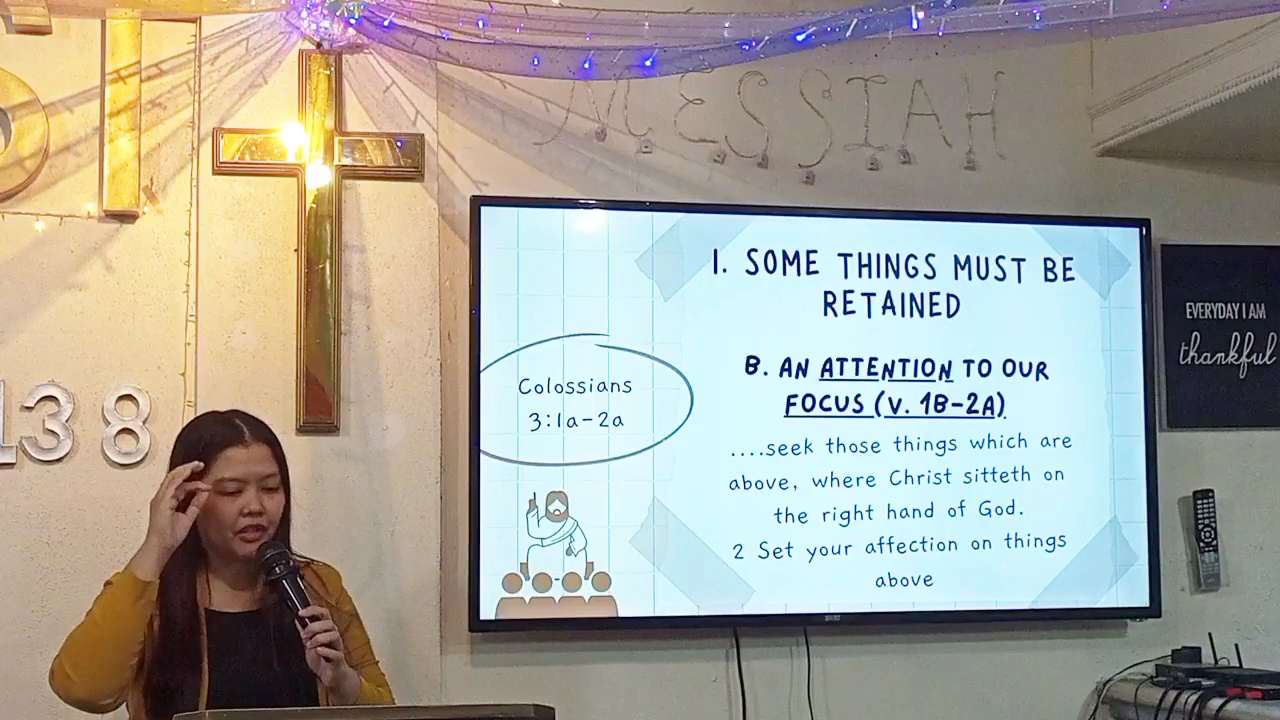 MESSIAH
138
1. SOME THINGS MUST BE
RETAINED
B. AN ATTENTION TO OUR
FOCUS (V. 1B-2A)
Colossians
3:1a-2a
....seek those things which are
above, where Christ sitteth on
the right hand of God.
2 Set your affection on things
above
EVERYDAY I AM
thankful